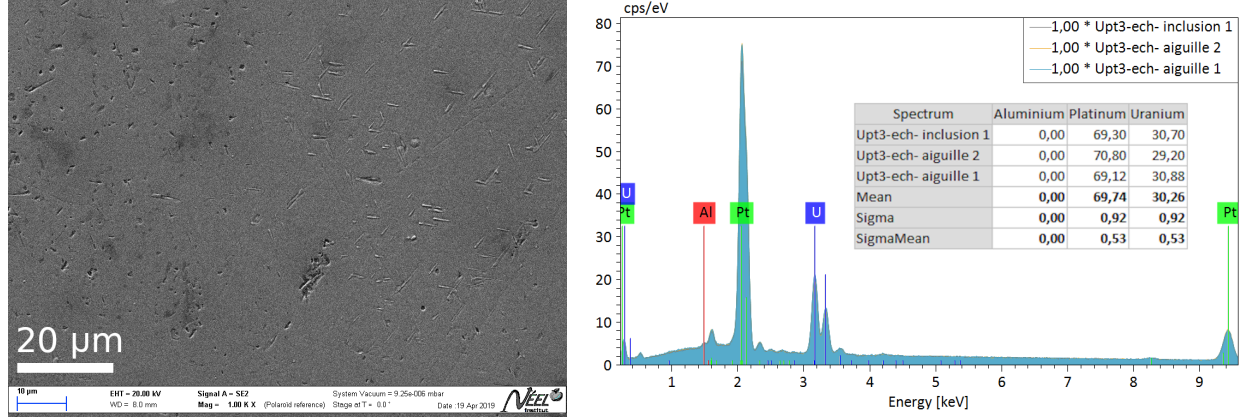 20 µm
10 µm
EHT = 20.00 kV
WD = 8.0 mm
Signal A = SE2
Mag = 1.00 K X (Polaroid reference)
System Vacuum = 9.25e-006 mbar
Stage at T = 0.0°
Date :19 Apr 2019
NEEL
Institut
cps/eV
1,00 * Upt3-ech- inclusion 1
1,00 * Upt3-ech- aiguille 2
1,00 * Upt3-ech- aiguille 1
80
70
60
50
40
30
20
10
0
Spectrum Aluminium Platinum Uranium
Upt3-ech- inclusion 1 0,00 69,30 30,70
Upt3-ech- aiguille 2 0,00 70,80 29,20
Upt3-ech- aiguille 1 0,00 69,12 30,88
Mean 0,00 69,74 30,26
Sigma 0,00 0,92 0,92
SigmaMean 0,00 0,53 0,53
U
Pt Al Pt U Pt
1 2 3 4 5 6 7 8 9
Energy [keV]